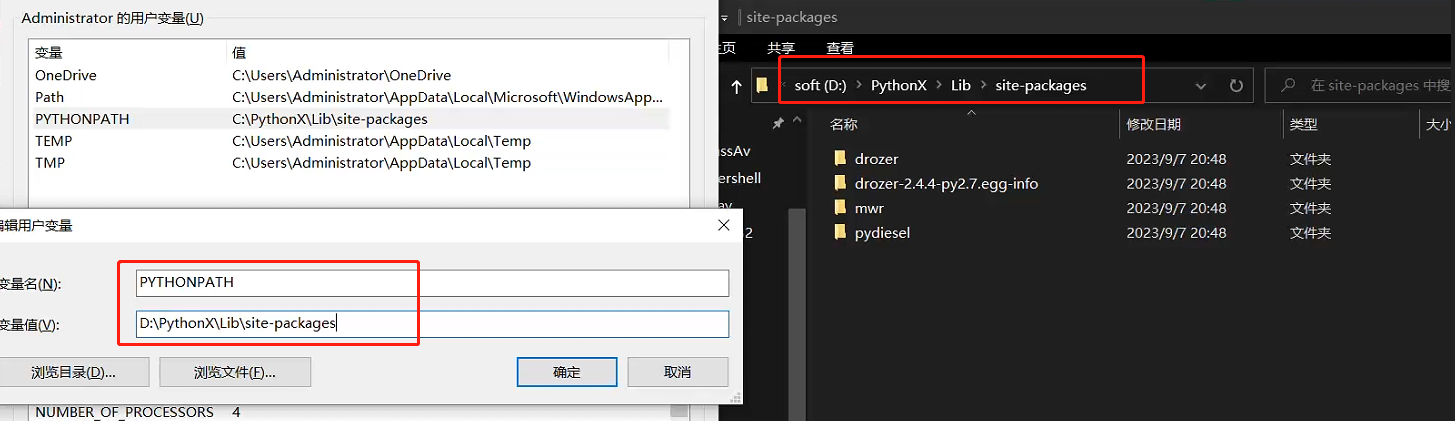 Administrator 的用户变量(U)
变量 值
OneDrive C:\Users\Administrator\OneDrive
Path C:\Users\Administrator\AppData\Local\Microsoft\WindowsApp...
PYTHONPATH C:\PythonX\Lib\site-packages
TEMP C:\Users\Administrator\AppData\Local\Temp
TMP C:\Users\Administrator\AppData\Local\Temp
编辑用户变量
变量名(N): PYTHONPATH
变量值(V): D:\PythonX\Lib\site-packages
浏览目录(D)... 浏览文件(F)... 确定 取消
NUMBER_OF_PROCESSORS 4
site-packages
主页 共享 查看
soft (D:) PythonX Lib site-packages 在 site-packages 中搜
名称 修改日期 类型 大小
drozer 2023/9/7 20:48 文件夹
drozer-2.4.4-py2.7.egg-info 2023/9/7 20:48 文件夹
mwr 2023/9/7 20:48 文件夹
pydiesel 2023/9/7 20:48 文件夹